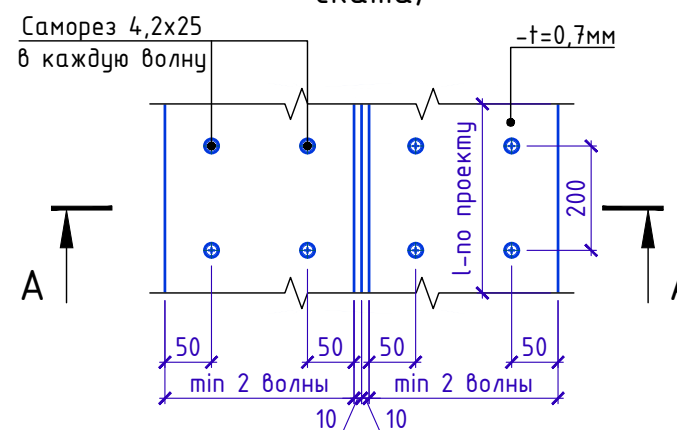 ската)
Саморез 4,2х25
в каждую волну
-t=0,7мм
l-по проекту
200
А
50
50
50
50
min 2 волны
min 2 волны
10
10